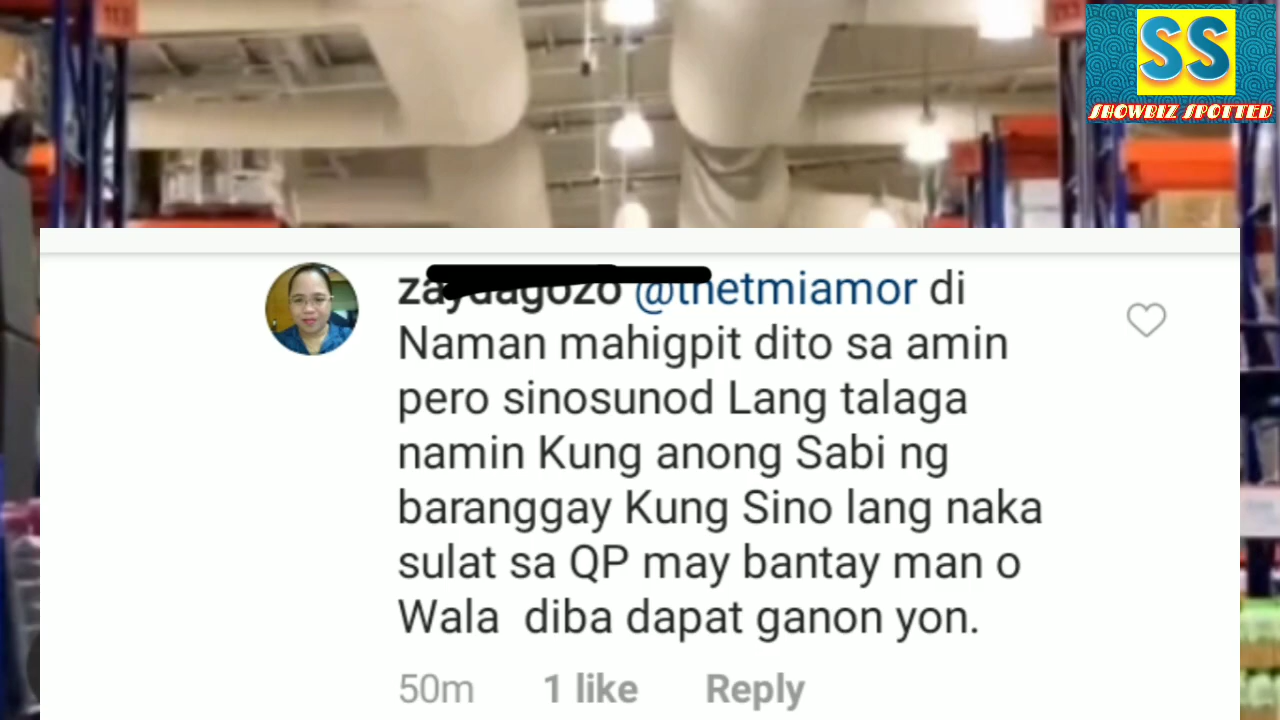 SS
SHOWBIZ SPOTTED
di
Naman mahigpit dito sa amin
pero sinosunod Lang talaga
namin Kung anong Sabi ng
baranggay Kung Sino lang naka
sulat sa QP may bantay man o
Wala diba dapat ganon yon.
50m 1 like Reply